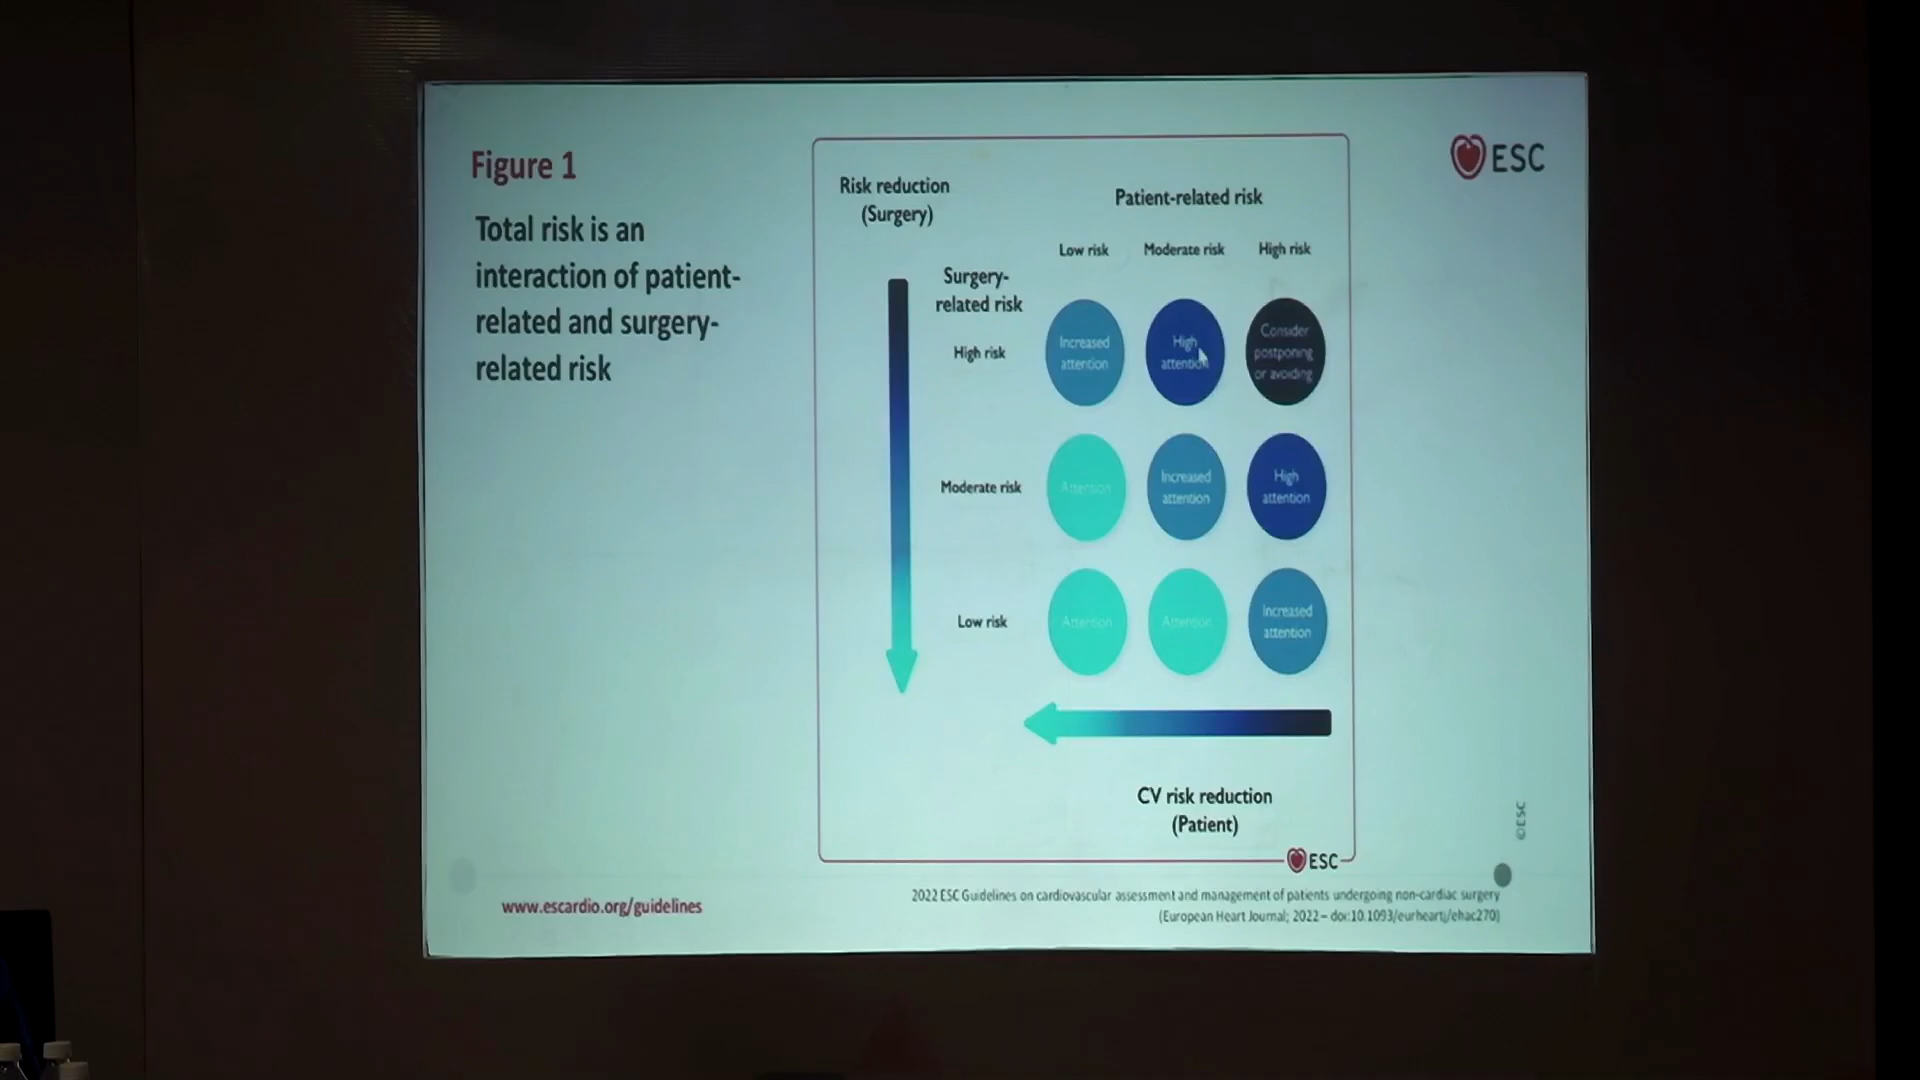 Figure 1
Total risk is an
interaction of patient-
related and surgery-
related risk
ESC
Risk reduction
(Surgery)
Patient-related risk
Low risk
Moderate risk
High risk
Surgery-
related risk
High risk
Increased
attention
High
attention
Consider
postponing
or avoiding
Moderate risk
Attention
Increased
attention
High
attention
Low risk
Attention
Attention
Increased
attention
CV risk reduction
(Patient)
ESC
©ESC
www.escardio.org/guidelines
2022 ESC Guidelines on cardiovascular assessment and management of patients undergoing non-cardiac surgery
(European Heart Journal; 2022 – doi:10.1093/eurheartj/ehac270)